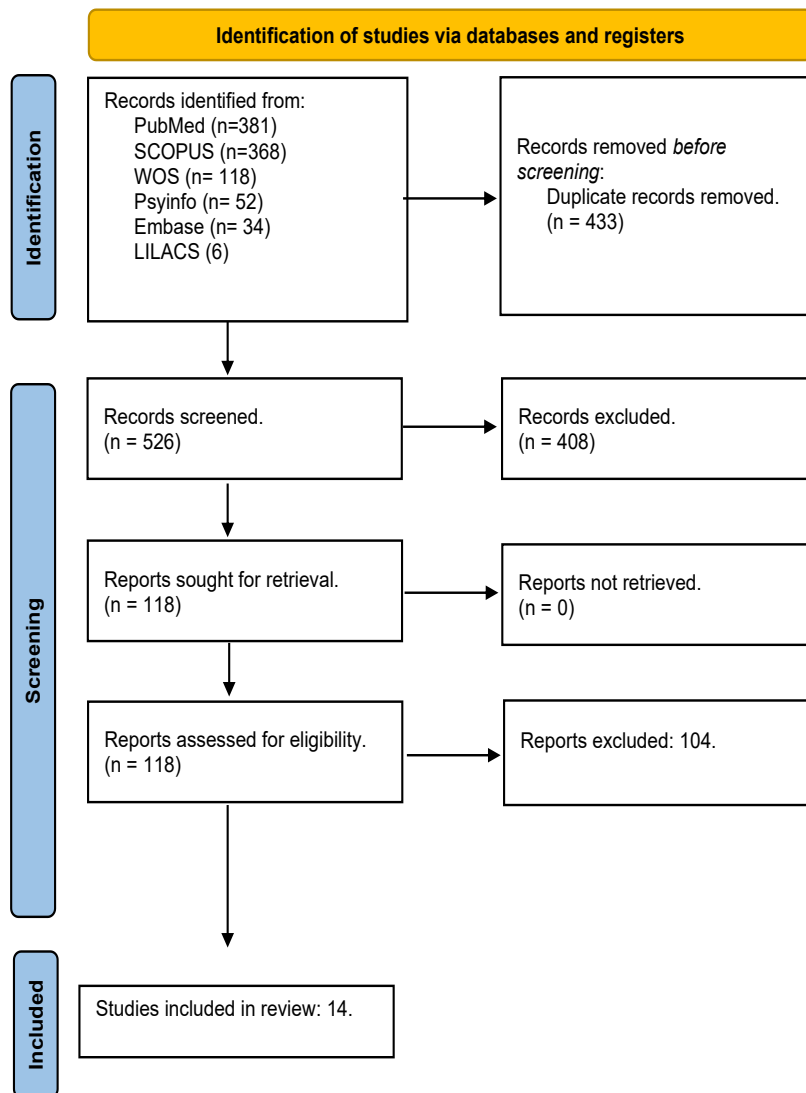 Identification of studies via databases and registers
Identification
Records identified from:
PubMed (n=381)
SCOPUS (n=368)
WOS (n= 118)
Psyinfo (n= 52)
Embase (n= 34)
LILACS (6)
Records removed before
screening:
Duplicate records removed.
(n = 433)
Screening
Records screened.
(n = 526)
Records excluded.
(n = 408)
Reports sought for retrieval.
(n = 118)
Reports not retrieved.
(n = 0)
Reports assessed for eligibility.
(n = 118)
Reports excluded: 104.
Included
Studies included in review: 14.